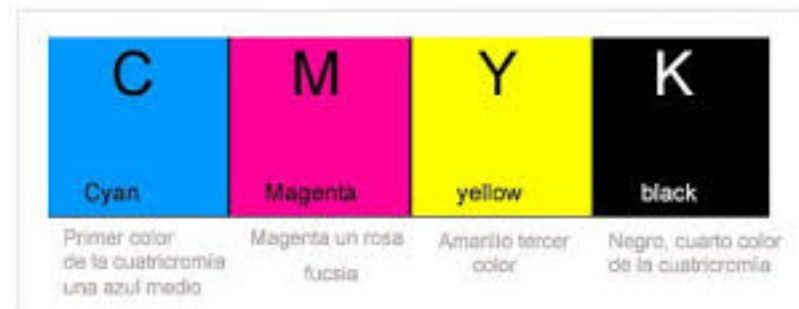 C M Y K
Cyan Magenta yellow black
Primer color
de la cuatricromía
una azul medio
Magenta un rosa
fucsia
Amarillo tercer
color
Negro, cuarto color
de la cuatricromía